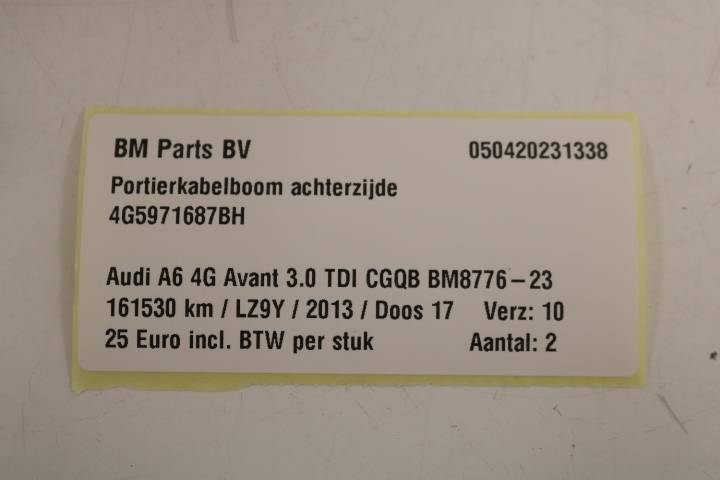 BM Parts BV 050420231338
Portierkabelboom achterzijde
4G5971687BH
Audi A6 4G Avant 3.0 TDI CGQB BM8776-23
161530 km / LZ9Y / 2013 / Doos 17 Verz: 10
25 Euro incl. BTW per stuk Aantal: 2